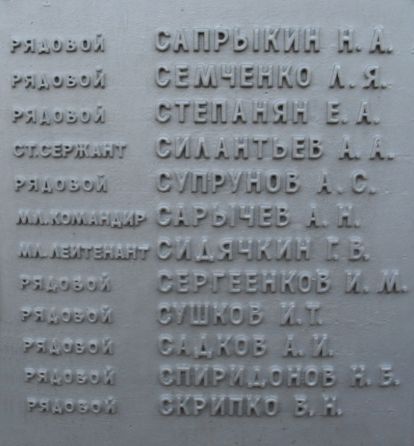 РЯДОВОЙ САПРЫКИН Н. А.
РЯДОВОЙ СЕМЧЕНКО Л. Я.
РЯДОВОЙ СТЕПАНЯН Е. А.
СТ. СЕРЖАНТ СИЛАНТЬЕВ А. А.
РЯДОВОЙ СУПРУНОВ А. С.
МЛ. КОМАНДИР САРЫЧЕВ А. Н.
МЛ. ЛЕЙТЕНАНТ СИДЯЧКИН Г. В.
РЯДОВОЙ СЕРГЕЕНКОВ И. М.
РЯДОВОЙ СУШКОВ И. Т.
РЯДОВОЙ САДКОВ А. И.
РЯДОВОЙ СПИРИДОНОВ Н. Б.
РЯДОВОЙ СКРИПКО В. Н.